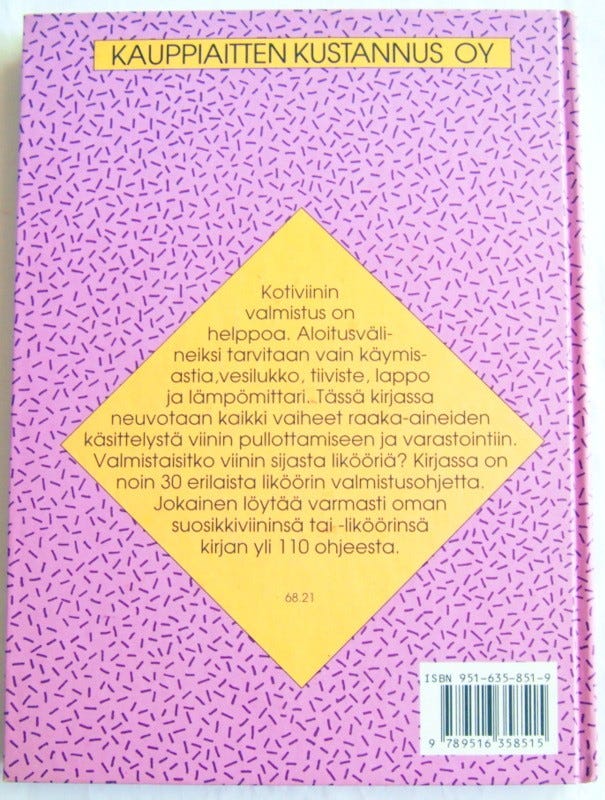 KAUPPIAITTEN KUSTANNUS OY
Kotiviinin
valmistus on
helppoa. Aloitusväli-
neiksi tarvitaan vain käymis-
astia,vesilukko, tiiviste, lappo
ja lämpömittari. Tässä kirjassa
neuvotaan kaikki vaiheet raaka-aineiden
käsittelystä viinin pullottamiseen ja varastointiin.
Valmistaisitko viinin sijasta likööriä? Kirjassa on
noin 30 erilaista liköörin valmistusohjetta.
Jokainen löytää varmasti oman
suosikkiviininsä tai -liköörinsä
kirjan yli 110 ohjeesta.
68.21
ISBN 951-635-851-9
9 789516 358515